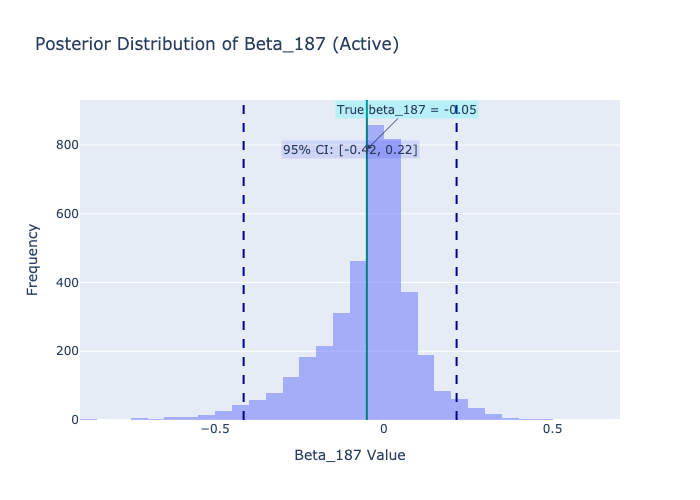 Posterior Distribution of Beta_187 (Active)
True beta_187 = -0.05
95% CI: [-0.42, 0.22]
800
600
400
200
0
Frequency
−0.5
0
0.5
Beta_187 Value